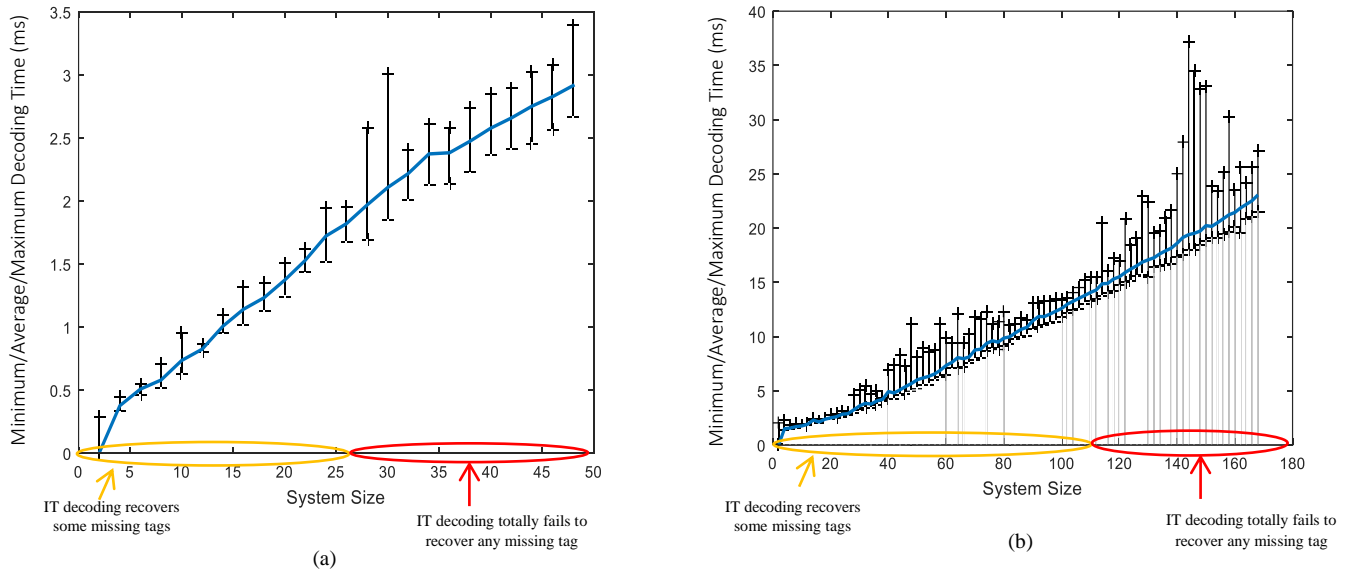 Minimum/Average/Maximum Decoding Time (ms)
3.5
3
2.5
2
1.5
1
0.5
0
0 5 10 15 20 25 30 35 40 45 50
System Size
IT decoding recovers
some missing tags
IT decoding totally fails to
recover any missing tag
(a)
Minimum/Average/Maximum Decoding Time (ms)
40
35
30
25
20
15
10
5
0
0 20 40 60 80 100 120 140 160 180
System Size
IT decoding recovers
some missing tags
IT decoding totally fails to
recover any missing tag
(b)